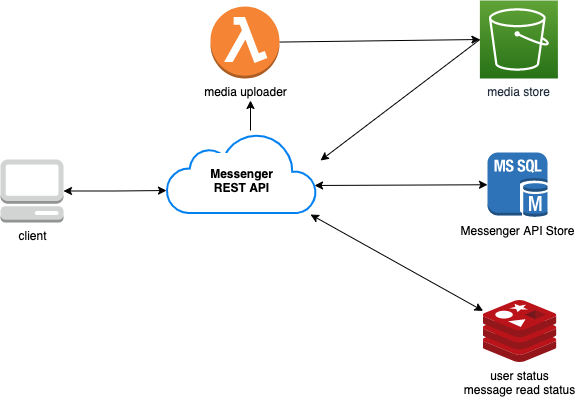 media uploader
media store
Messenger
REST API
MS SQL
M
client
Messenger API Store
user status
message read status